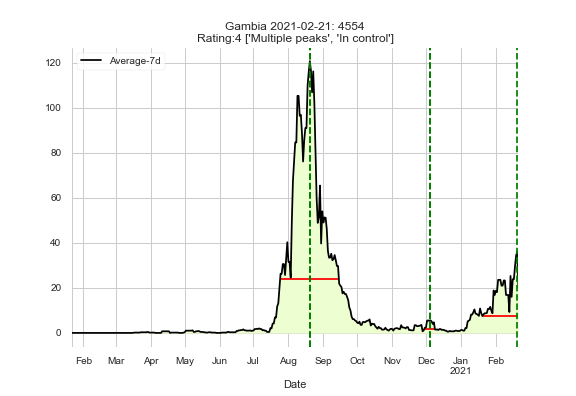 Gambia 2021-02-21: 4554
Rating:4 ['Multiple peaks', 'In control']
Average-7d
120
100
80
60
40
20
0
Feb Mar Apr May Jun Jul Aug Sep Oct Nov Dec Jan Feb
2021
Date